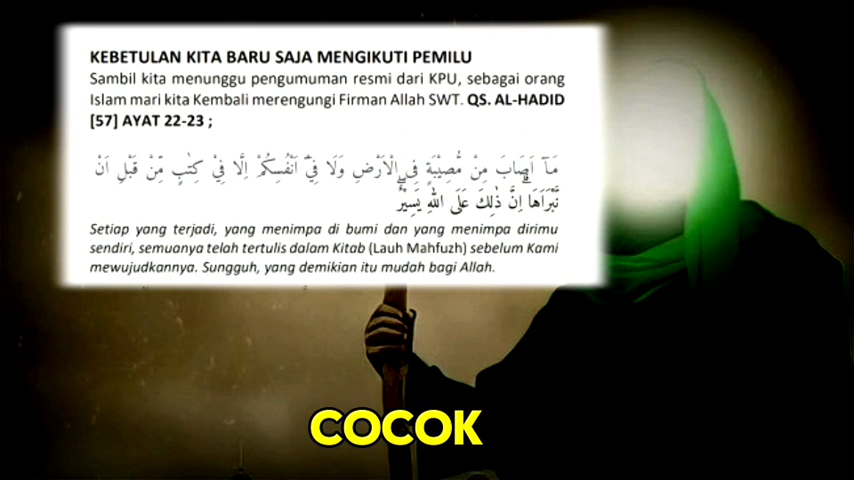 KEBETULAN KITA BARU SAJA MENGIKUTI PEMILU
Sambil kita menunggu pengumuman resmi dari KPU, sebagai orang
Islam mari kita Kembali merengungi Firman Allah SWT. QS. AL-HADID
[57] AYAT 22-23 ;
مَآ اَصَابَ مِنْ مُّصِيْبَةٍ فِى الْاَرْضِ وَلَا فِيْٓ اَنْفُسِكُمْ اِلَّا فِيْ كِتٰبٍ مِّنْ قَبْلِ اَنْ
نَّبْرَاَهَا ۗاِنَّ ذٰلِكَ عَلَى اللّٰهِ يَسِيْرٌۖ
Setiap yang terjadi, yang menimpa di bumi dan yang menimpa dirimu
sendiri, semuanya telah tertulis dalam Kitab (Lauh Mahfuzh) sebelum Kami
mewujudkannya. Sungguh, yang demikian itu mudah bagi Allah.
COCOK